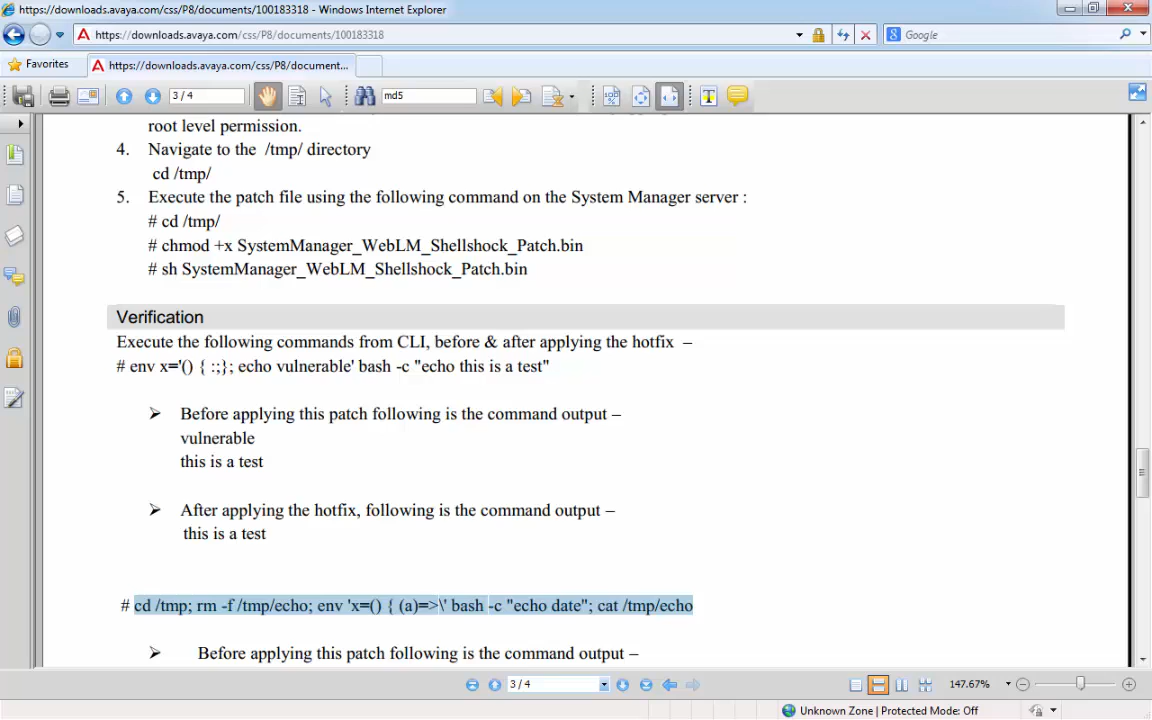 https://downloads.avaya.com/css/P8/documents/100183318 - Windows Internet Explorer
https://downloads.avaya.com/css/P8/documents/100183318
Google
Favorites
https://downloads.avaya.com/css/P8/document...
3 / 4
md5
root level permission.
4. Navigate to the /tmp/ directory
cd /tmp/
5. Execute the patch file using the following command on the System Manager server :
# cd /tmp/
# chmod +x SystemManager_WebLM_Shellshock_Patch.bin
# sh SystemManager_WebLM_Shellshock_Patch.bin
Verification
Execute the following commands from CLI, before & after applying the hotfix –
# env x='() { :;}; echo vulnerable' bash -c "echo this is a test"
➢ Before applying this patch following is the command output –
vulnerable
this is a test
➢ After applying the hotfix, following is the command output –
this is a test
# cd /tmp; rm -f /tmp/echo; env 'x=() { (a)=>\' bash -c "echo date"; cat /tmp/echo
➢ Before applying this patch following is the command output –
3 / 4
147.67%
Unknown Zone | Protected Mode: Off